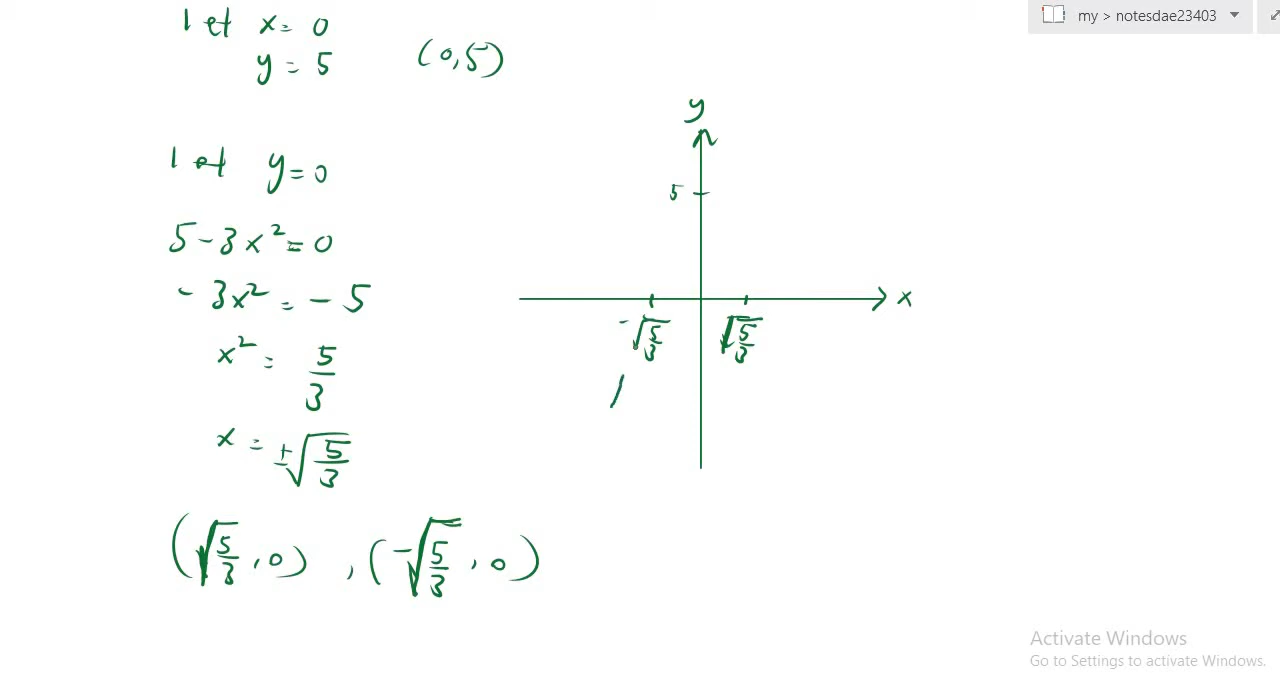 my > notesdae23403
let x = 0
y = 5 (0,5)
let y = 0
5 - 3x² = 0
- 3x² = - 5
x² = 5/3
x = ±√(5/3)
(√(5/3), 0), (-√(5/3), 0)
y
5
x
-√(5/3) √(5/3)
Activate Windows
Go to Settings to activate Windows.